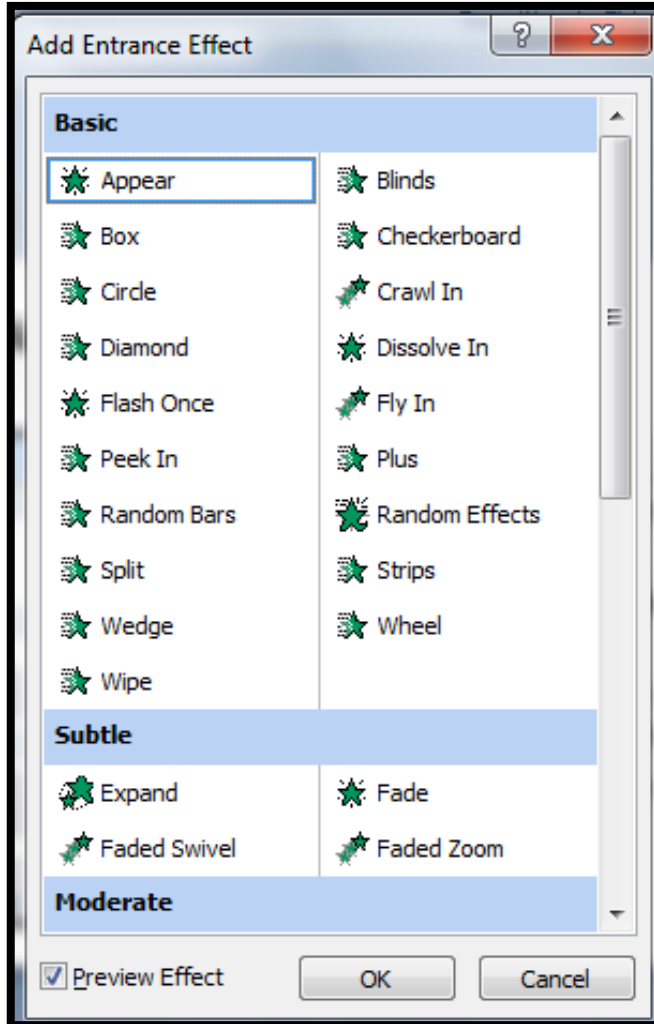 Add Entrance Effect
Basic
Appear Blinds
Box Checkerboard
Circle Crawl In
Diamond Dissolve In
Flash Once Fly In
Peek In Plus
Random Bars Random Effects
Split Strips
Wedge Wheel
Wipe
Subtle
Expand Fade
Faded Swivel Faded Zoom
Moderate
Preview Effect OK Cancel